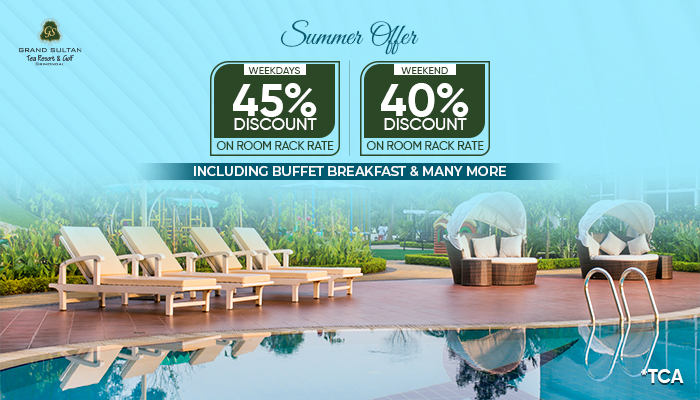 GS
GRAND SULTAN
Tea Resort & Golf
Summer Offer
WEEKDAYS
45%
DISCOUNT
ON ROOM RACK RATE
WEEKEND
40%
DISCOUNT
ON ROOM RACK RATE
INCLUDING BUFFET BREAKFAST & MANY MORE
*TCA